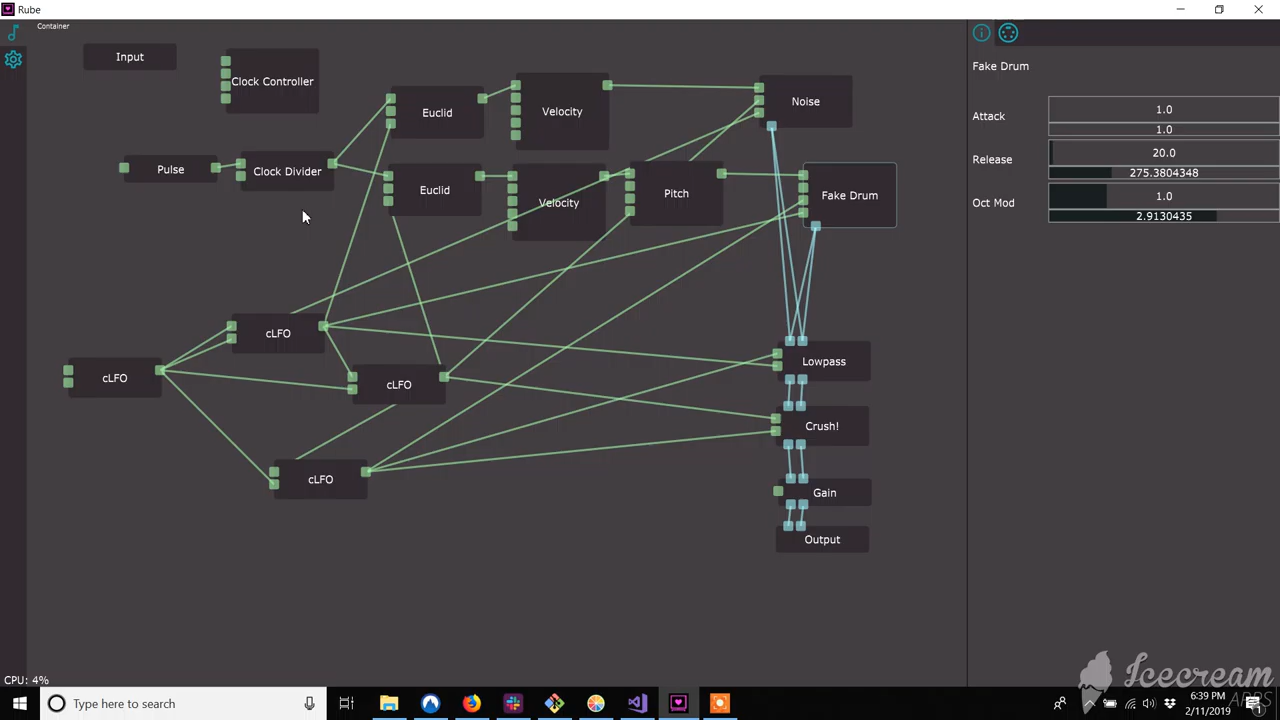 Rube
Container
Input
Clock Controller
Euclid
Velocity
Noise
Pulse
Clock Divider
Euclid
Velocity
Pitch
Fake Drum
cLFO
cLFO
cLFO
cLFO
Lowpass
Crush!
Gain
Output
Fake Drum
Attack
1.0
1.0
Release
20.0
275.3804348
Oct Mod
1.0
2.9130435
CPU: 4%
Icecream
APPS
Type here to search
6:39 PM
2/11/2019